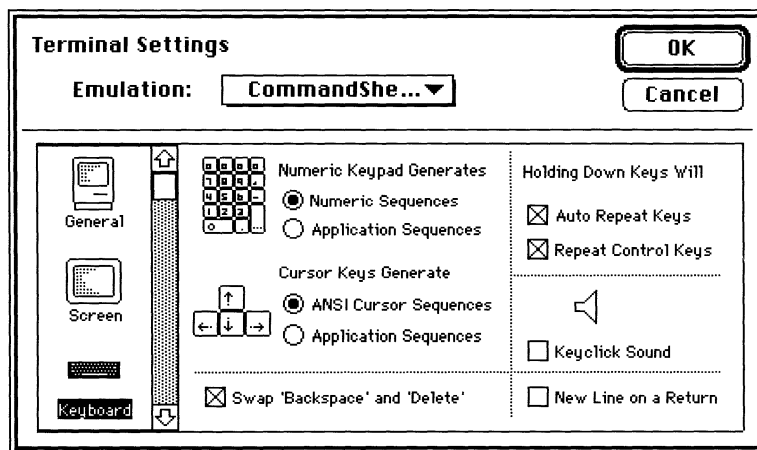 Terminal Settings
OK
Emulation: CommandShe...
Cancel
General
Screen
Keyboard
Numeric Keypad Generates
Numeric Sequences
Application Sequences
Cursor Keys Generate
ANSI Cursor Sequences
Application Sequences
Swap 'Backspace' and 'Delete'
Holding Down Keys Will
Auto Repeat Keys
Repeat Control Keys
Keyclick Sound
New Line on a Return